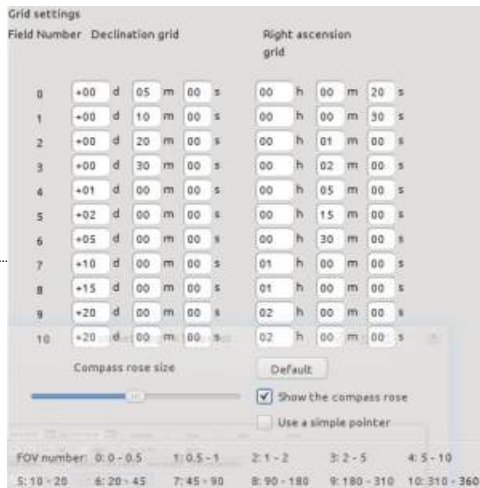 Grid settings
Field Number Declination grid Right ascension grid
0 +00 d 05 m 00 s 00 h 00 m 20 s
1 +00 d 10 m 00 s 00 h 00 m 30 s
2 +00 d 20 m 00 s 00 h 01 m 00 s
3 +00 d 30 m 00 s 00 h 02 m 00 s
4 +01 d 00 m 00 s 00 h 05 m 00 s
5 +02 d 00 m 00 s 00 h 15 m 00 s
6 +05 d 00 m 00 s 00 h 30 m 00 s
7 +10 d 00 m 00 s 01 h 00 m 00 s
8 +15 d 00 m 00 s 01 h 00 m 00 s
9 +20 d 00 m 00 s 02 h 00 m 00 s
10 +20 d 00 m 00 s 02 h 00 m 00 s
Compass rose size Default
Show the compass rose
Use a simple pointer
FOV number: 0: 0 - 0.5 1: 0.5 - 1 2: 1 - 2 3: 2 - 5 4: 5 - 10
5: 10 - 20 6: 20 - 45 7: 45 - 90 8: 90 - 180 9: 180 - 310 10: 310 - 360